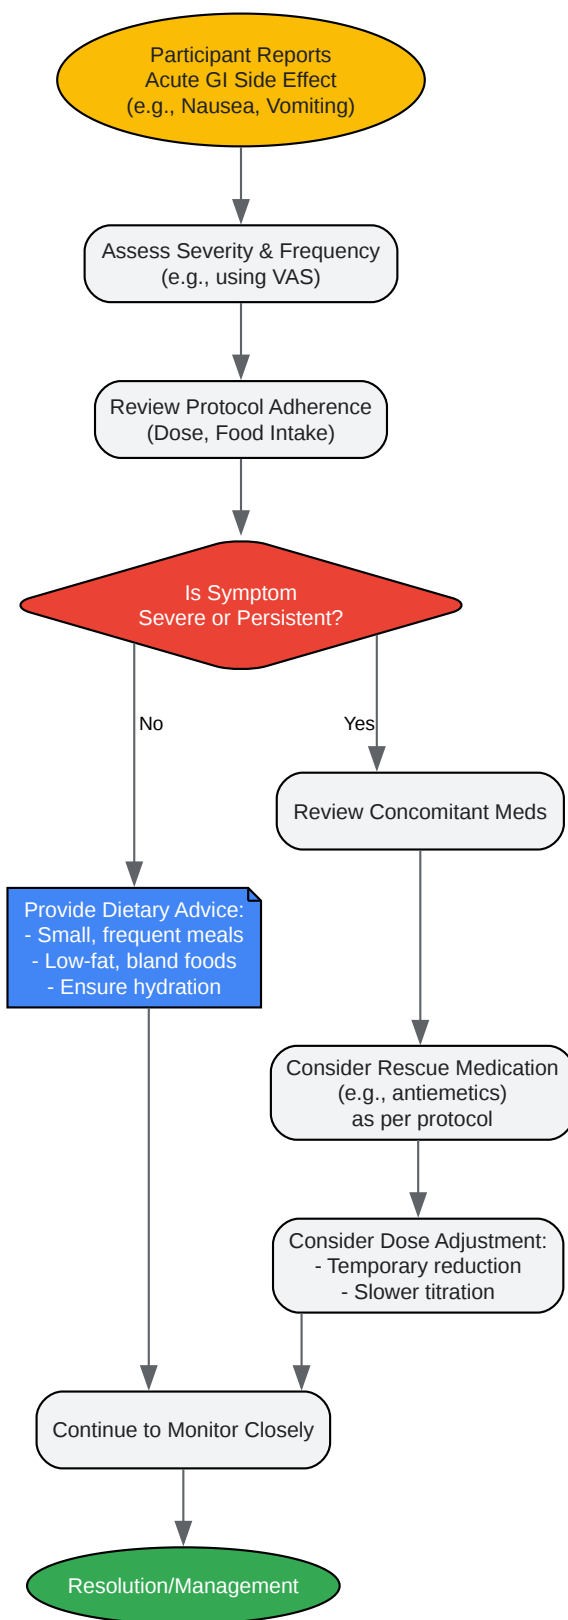 Participant Reports
Acute GI Side Effect
(e.g., Nausea, Vomiting)
Assess Severity & Frequency
(e.g., using VAS)
Review Protocol Adherence
(Dose, Food Intake)
Is Symptom
Severe or Persistent?
No
Yes
Review Concomitant Meds
Provide Dietary Advice:
- Small, frequent meals
- Low-fat, bland foods
- Ensure hydration
Consider Rescue Medication
(e.g., antiemetics)
as per protocol
Consider Dose Adjustment:
- Temporary reduction
- Slower titration
Continue to Monitor Closely
Resolution/Management